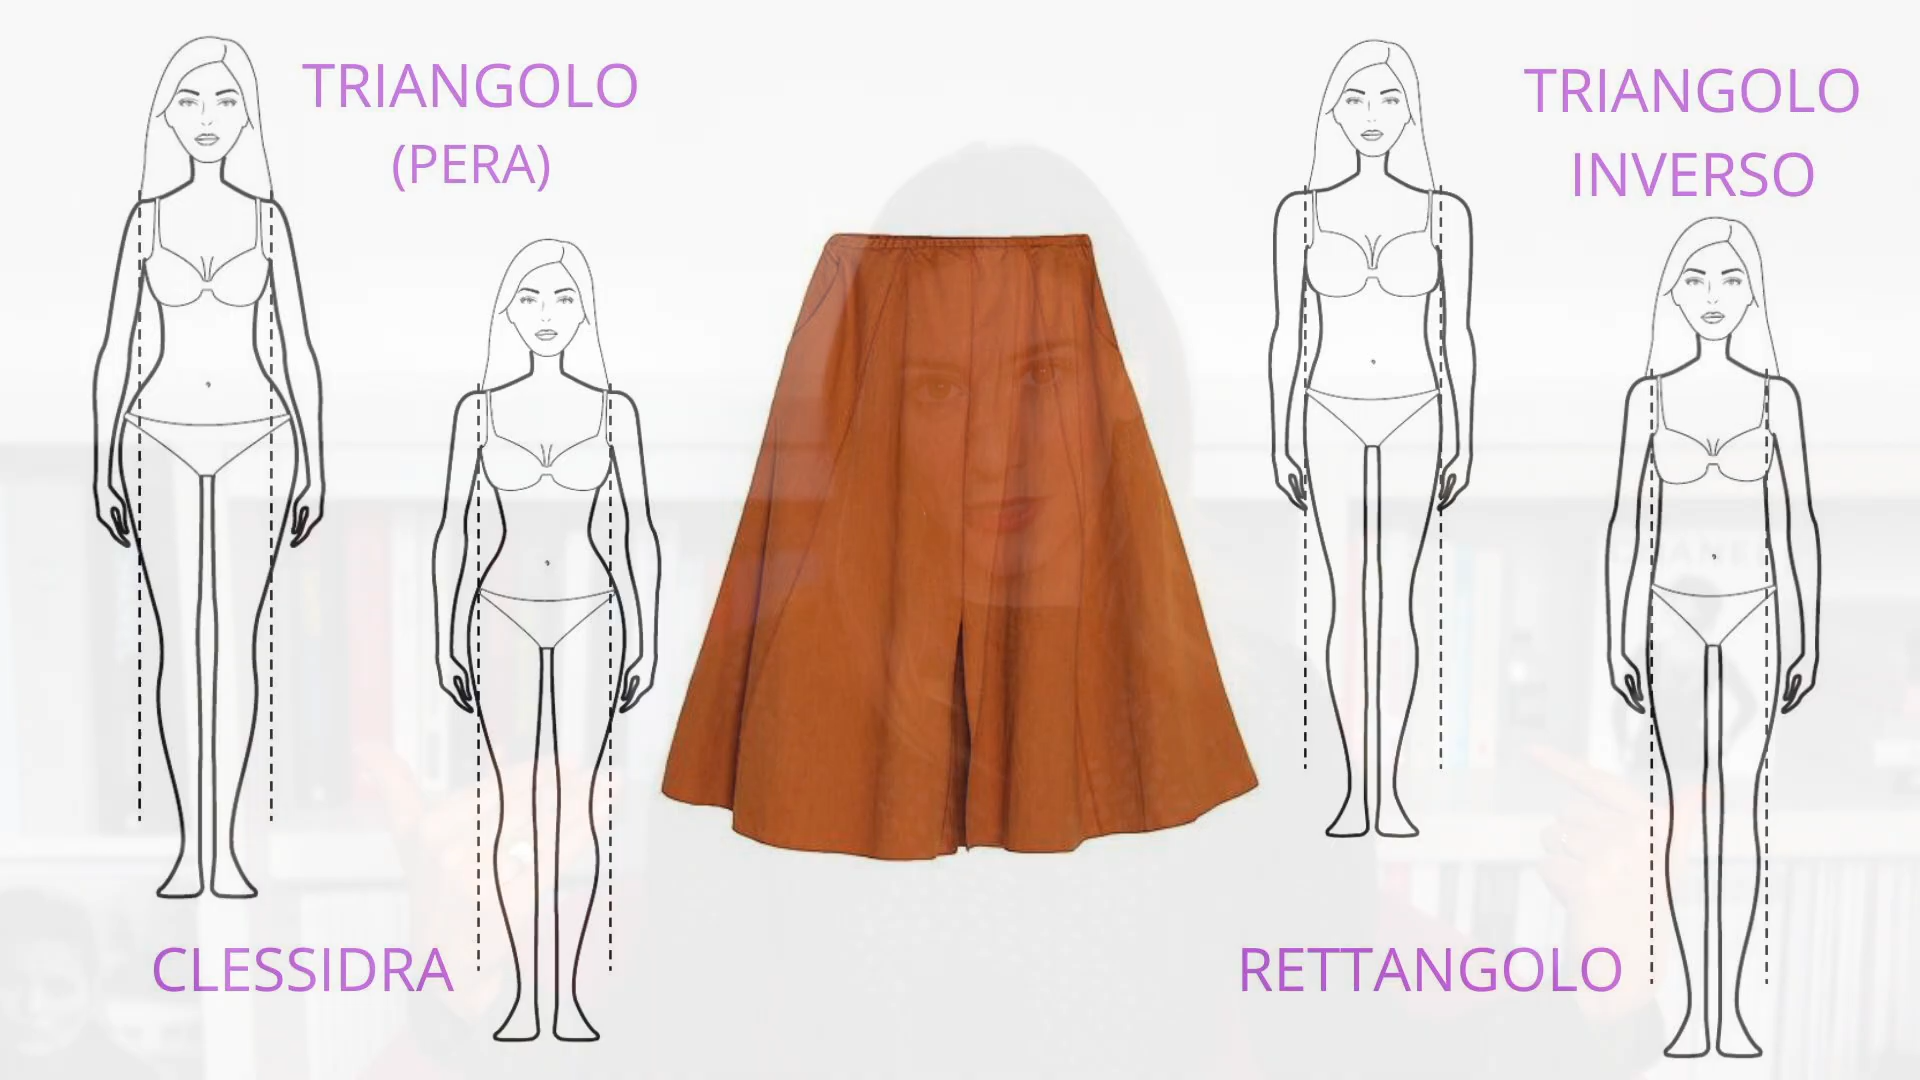 TRIANGOLO
(PERA)
TRIANGOLO
INVERSO
CLESSIDRA
RETTANGOLO